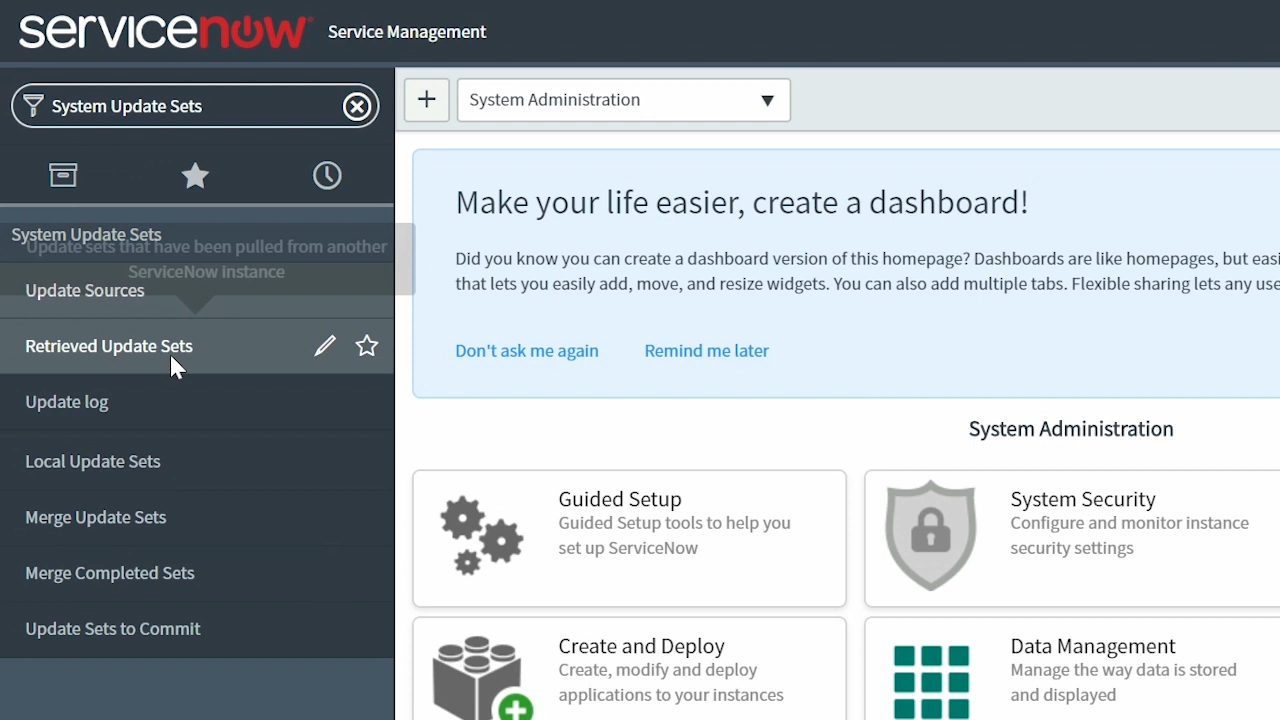 servicenow Service Management
System Update Sets
System Administration
System Update Sets
Update sets that have been pulled from another
ServiceNow instance
Update Sources
Retrieved Update Sets
Update log
Local Update Sets
Merge Update Sets
Merge Completed Sets
Update Sets to Commit
Make your life easier, create a dashboard!
Did you know you can create a dashboard version of this homepage? Dashboards are like homepages, but easi
that lets you easily add, move, and resize widgets. You can also add multiple tabs. Flexible sharing lets any use
Don't ask me again
Remind me later
System Administration
Guided Setup
Guided Setup tools to help you
set up ServiceNow
System Security
Configure and monitor instance
security settings
Create and Deploy
Create, modify and deploy
applications to your instances
Data Management
Manage the way data is stored
and displayed